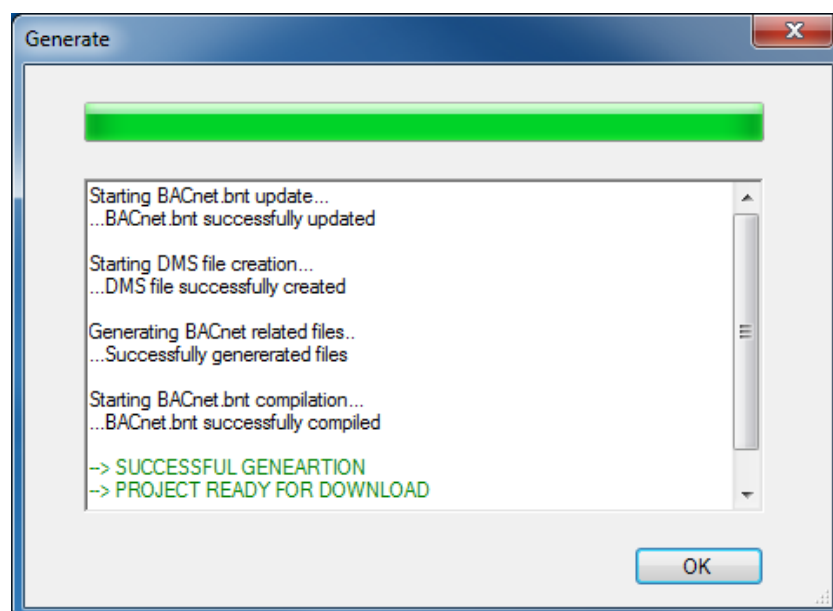 Generate
Starting BACnet.bnt update...
...BACnet.bnt successfully updated
Starting DMS file creation...
...DMS file successfully created
Generating BACnet related files..
...Successfully genererated files
Starting BACnet.bnt compilation...
...BACnet.bnt successfully compiled
--> SUCCESSFUL GENEARTION
--> PROJECT READY FOR DOWNLOAD
OK